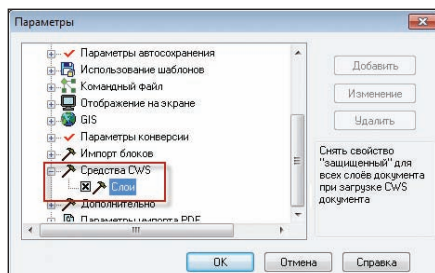 Параметры
Параметры автосохранения
Использование шаблонов
Командный файл
Отображение на экране
GIS
Параметры конверсии
Импорт блоков
Средства CWS
Слои
Дополнительно
Параметры импорта PDF
Добавить
Изменение
Удалить
Снять свойство
"защищенный" для
всех слоёв документа
при загрузке CWS
документа
OK
Отмена
Справка